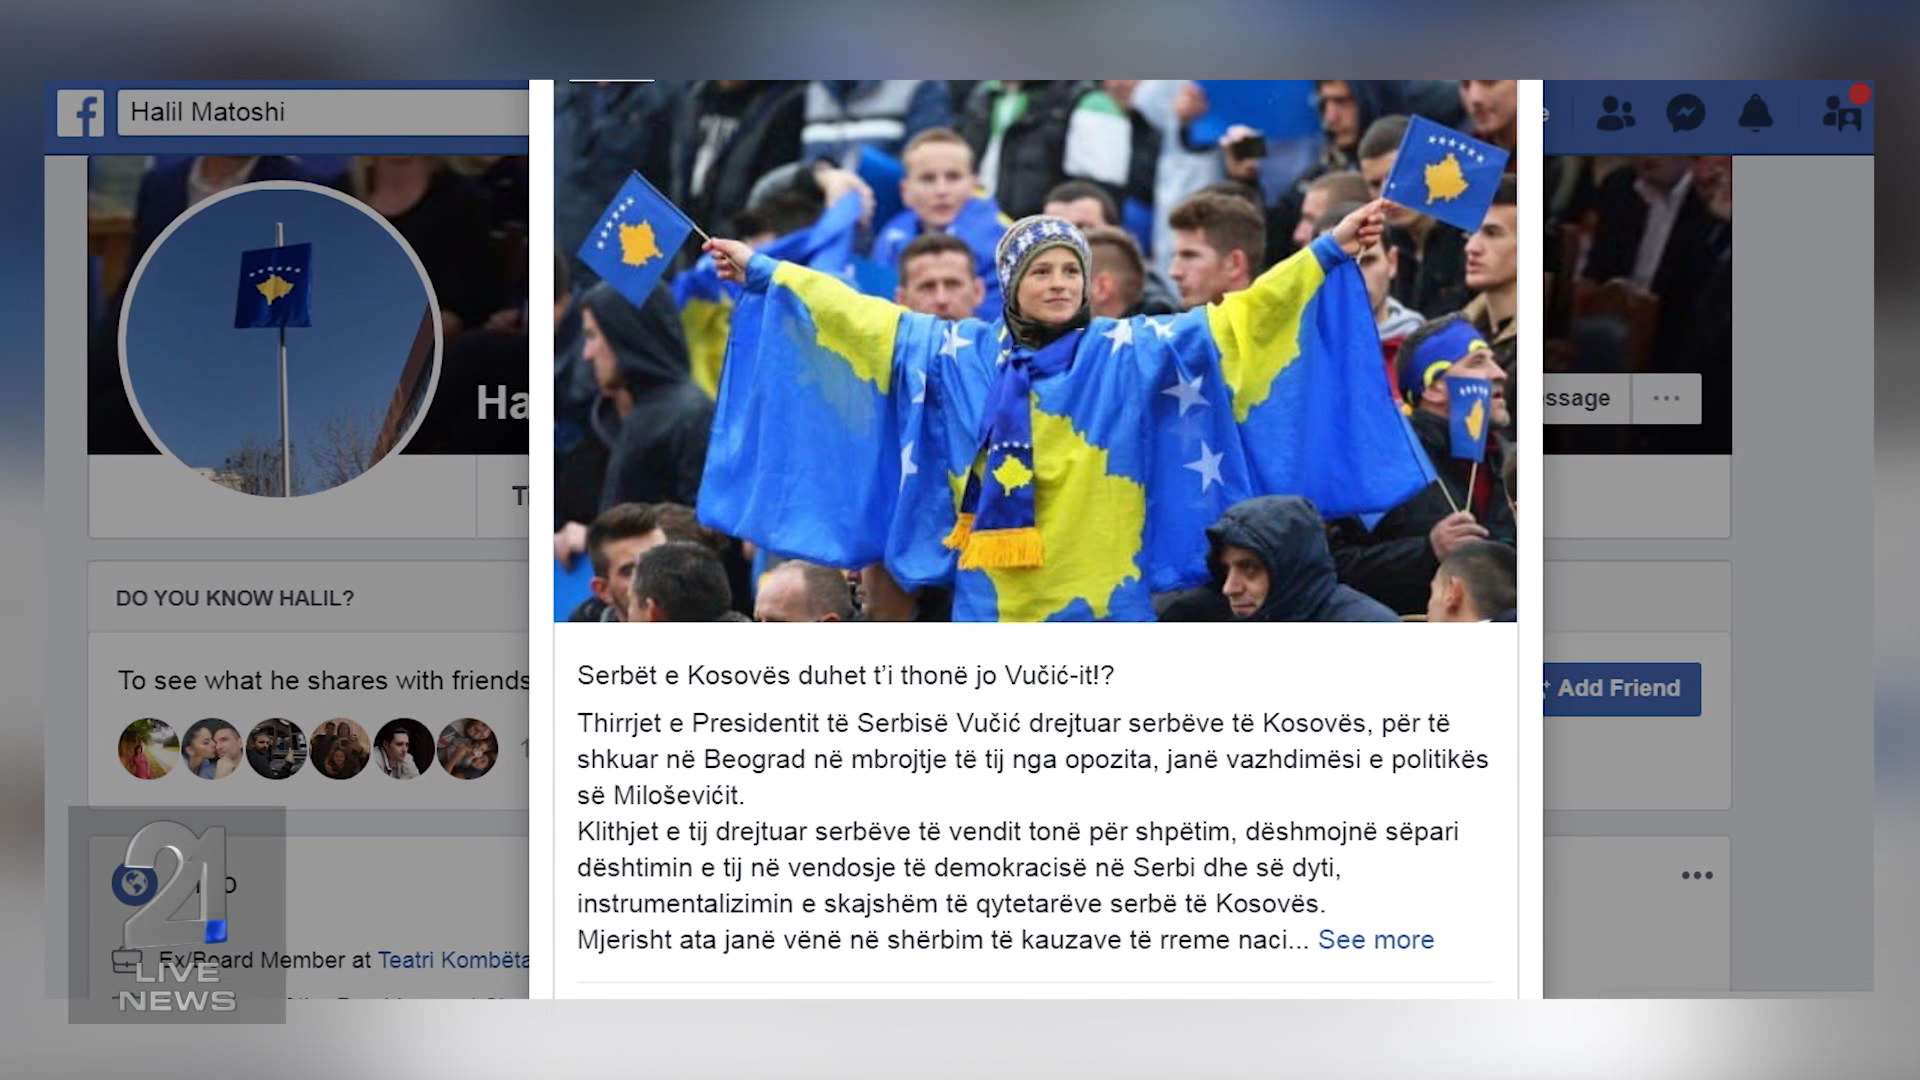 Halil Matoshi
Ha
ssage
DO YOU KNOW HALIL?
To see what he shares with friends
Add Friend
Serbët e Kosovës duhet t’i thonë jo Vučić-it!?
Thirrjet e Presidentit të Serbisë Vučić drejtuar serbëve të Kosovës, për të
shkuar në Beograd në mbrojtje të tij nga opozita, janë vazhdimësi e politikës
së Miloševićit.
Klithjet e tij drejtuar serbëve të vendit tonë për shpëtim, dëshmojnë sëpari
dështimin e tij në vendosje të demokracisë në Serbi dhe së dyti,
instrumentalizimin e skajshëm të qytetarëve serbë të Kosovës.
Mjerisht ata janë vënë në shërbim të kauzave të rreme naci... See more
Ex/Board Member at Teatri Kombëta
21
LIVE
NEWS